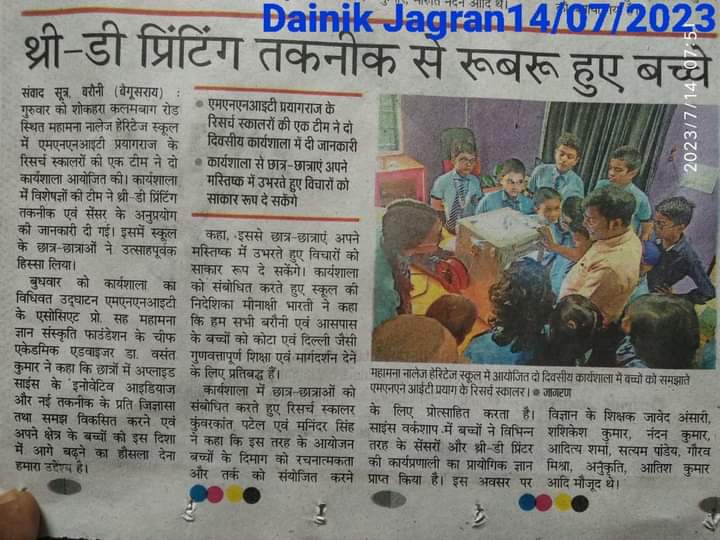 Dainik Jagran14/07/2023
थ्री-डी प्रिंटिंग तकनीक से रूबरू हुए बच्चे
संवाद सूत्र, बरौनी (बेगूसराय) :
गुरुवार को शोकहरा कलमबाग रोड
स्थित महामना नालेज हेरिटेज स्कूल
में एमएनएनआइटी प्रयागराज के
रिसर्च स्कालरों की एक टीम ने दो
कार्यशाला आयोजित की। कार्यशाला
में विशेषज्ञों की टीम ने थ्री-डी प्रिंटिंग
तकनीक एवं सेंसर के अनुप्रयोग
की जानकारी दी गई। इसमें स्कूल
के छात्र-छात्राओं ने उत्साहपूर्वक
हिस्सा लिया।
बुधवार को कार्यशाला का
विधिवत उद्घाटन एमएनएनआइटी
के एसोसिएट प्रो. सह महामना
ज्ञान संस्कृति फाउंडेशन के चीफ
एकेडमिक एडवाइजर डा. वसंत
कुमार ने कहा कि छात्रों में अप्लाइड
साइंस के इनोवेटिव आइडियाज
और नई तकनीक के प्रति जिज्ञासा
तथा समझ विकसित करने एवं
अपने क्षेत्र के बच्चों को इस दिशा
में आगे बढ़ने का हौसला देना
हमारा उद्देश्य है।
● एमएनएनआइटी प्रयागराज के
रिसर्च स्कालरों की एक टीम ने दो
दिवसीय कार्यशाला में दी जानकारी
● कार्यशाला से छात्र-छात्राएं अपने
मस्तिष्क में उभरते हुए विचारों को
साकार रूप दे सकेंगे
कहा, इससे छात्र-छात्राएं अपने
मस्तिष्क में उभरते हुए विचारों को
साकार रूप दे सकेंगे। कार्यशाला
को संबोधित करते हुए स्कूल की
निदेशिका मीनाक्षी भारती ने कहा
कि हम सभी बरौनी एवं आसपास
के बच्चों को कोटा एवं दिल्ली जैसी
गुणवत्तापूर्ण शिक्षा एवं मार्गदर्शन देने
के लिए प्रतिबद्ध हैं।
कार्यशाला में छात्र-छात्राओं को
संबोधित करते हुए रिसर्च स्कालर
कुंवरकांत पटेल एवं मनिंदर सिंह
ने कहा कि इस तरह के आयोजन
बच्चों के दिमाग को रचनात्मकता
और तर्क को संयोजित करने
महामना नालेज हेरिटेज स्कूल में आयोजित दो दिवसीय कार्यशाला में बच्चों को समझाते
एमएनएन आईटी प्रयाग के रिसर्च स्कालर। ● जागरण
के लिए प्रोत्साहित करता है।
साइंस वर्कशाप में बच्चों ने विभिन्न
तरह के सेंसरों और थ्री-डी प्रिंटर
की कार्यप्रणाली का प्रायोगिक ज्ञान
प्राप्त किया है। इस अवसर पर
विज्ञान के शिक्षक जावेद अंसारी,
शशिकेश कुमार, नंदन कुमार,
आदित्य शर्मा, सत्यम पांडेय, गौरव
मिश्रा, अनुकृति, आतिश कुमार
आदि मौजूद थे।